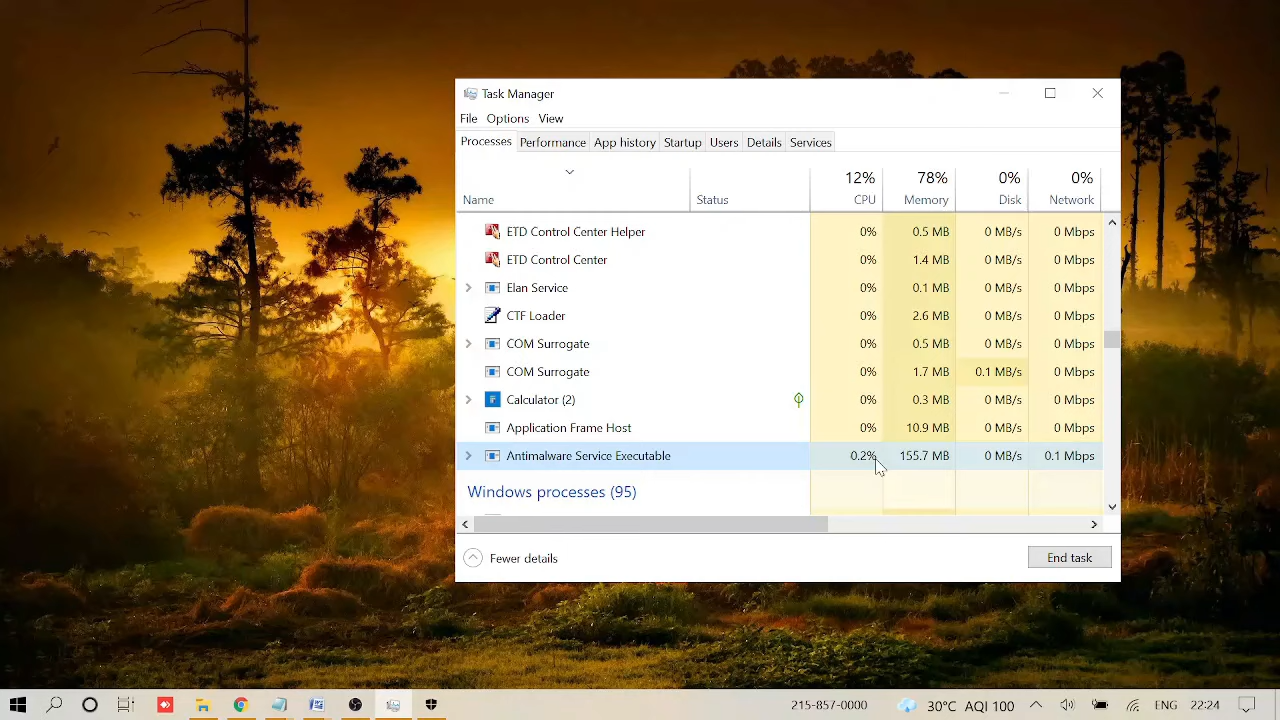 Task Manager
File Options View
Processes Performance App history Startup Users Details Services
12% 78% 0% 0%
Name Status CPU Memory Disk Network
ETD Control Center Helper 0% 0.5 MB 0 MB/s 0 Mbps
ETD Control Center 0% 1.4 MB 0 MB/s 0 Mbps
Elan Service 0% 0.1 MB 0 MB/s 0 Mbps
CTF Loader 0% 2.6 MB 0 MB/s 0 Mbps
COM Surrogate 0% 0.5 MB 0 MB/s 0 Mbps
COM Surrogate 0% 1.7 MB 0.1 MB/s 0 Mbps
Calculator (2) 0% 0.3 MB 0 MB/s 0 Mbps
Application Frame Host 0% 10.9 MB 0 MB/s 0 Mbps
Antimalware Service Executable 0.2% 155.7 MB 0 MB/s 0.1 Mbps
Windows processes (95)
Fewer details End task
215-857-0000 30°C AQI 100 ENG 22:24